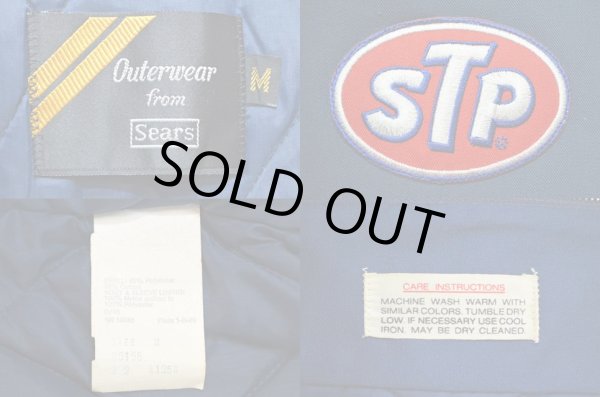 Outerwear
from
Sears
M
STP
®
SOLD OUT
CARE INSTRUCTIONS
MACHINE WASH WARM WITH
SIMILAR COLORS. TUMBLE DRY
LOW. IF NECESSARY USE COOL
IRON. MAY BE DRY CLEANED.